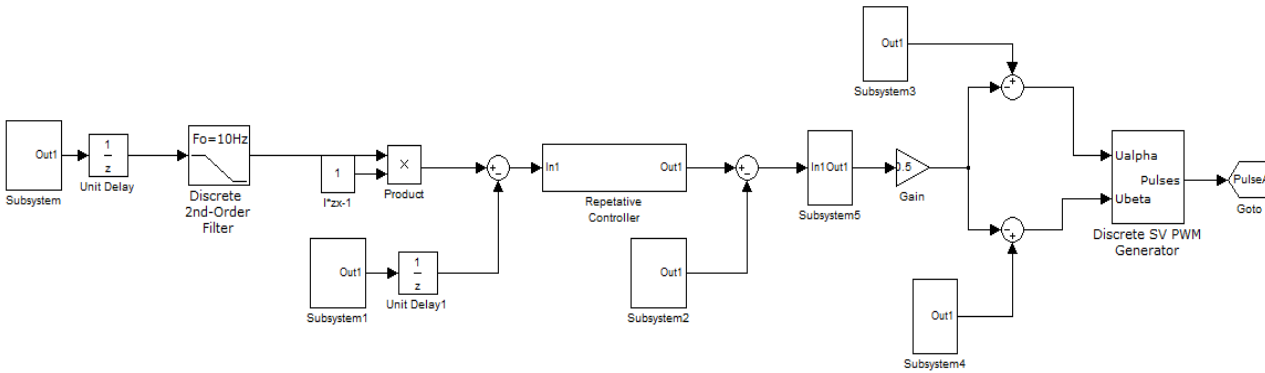 Out1
Subsystem
1
z
Unit Delay
Fo=10Hz
Discrete
2nd-Order
Filter
1
I*zx-1
×
Product
Out1
Subsystem1
1
z
Unit Delay1
+
−
In1
Out1
Repetative
Controller
Out1
Subsystem2
+
−
In1 Out1
Subsystem5
0.5
Gain
Out1
Subsystem3
+
−
Out1
Subsystem4
−
+
Ualpha
Pulses
Ubeta
Discrete SV PWM
Generator
Goto